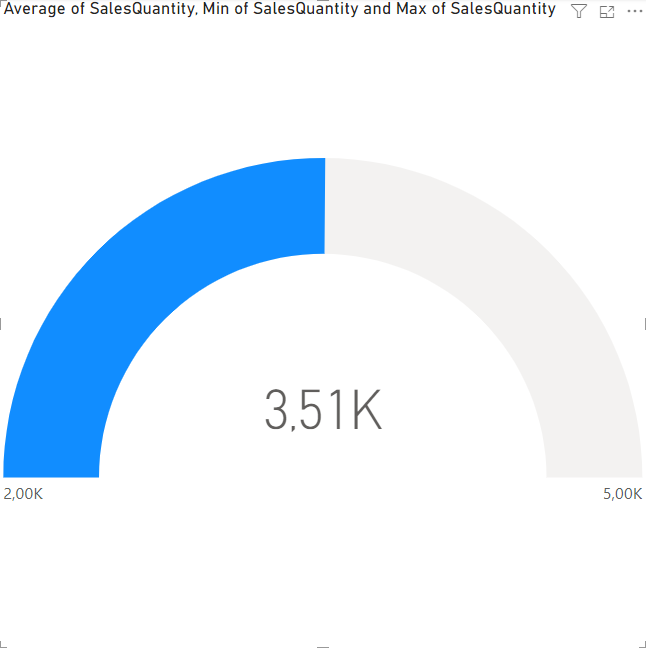 Average of SalesQuantity, Min of SalesQuantity and Max of SalesQuantity
3,51K
2,00K
5,00K